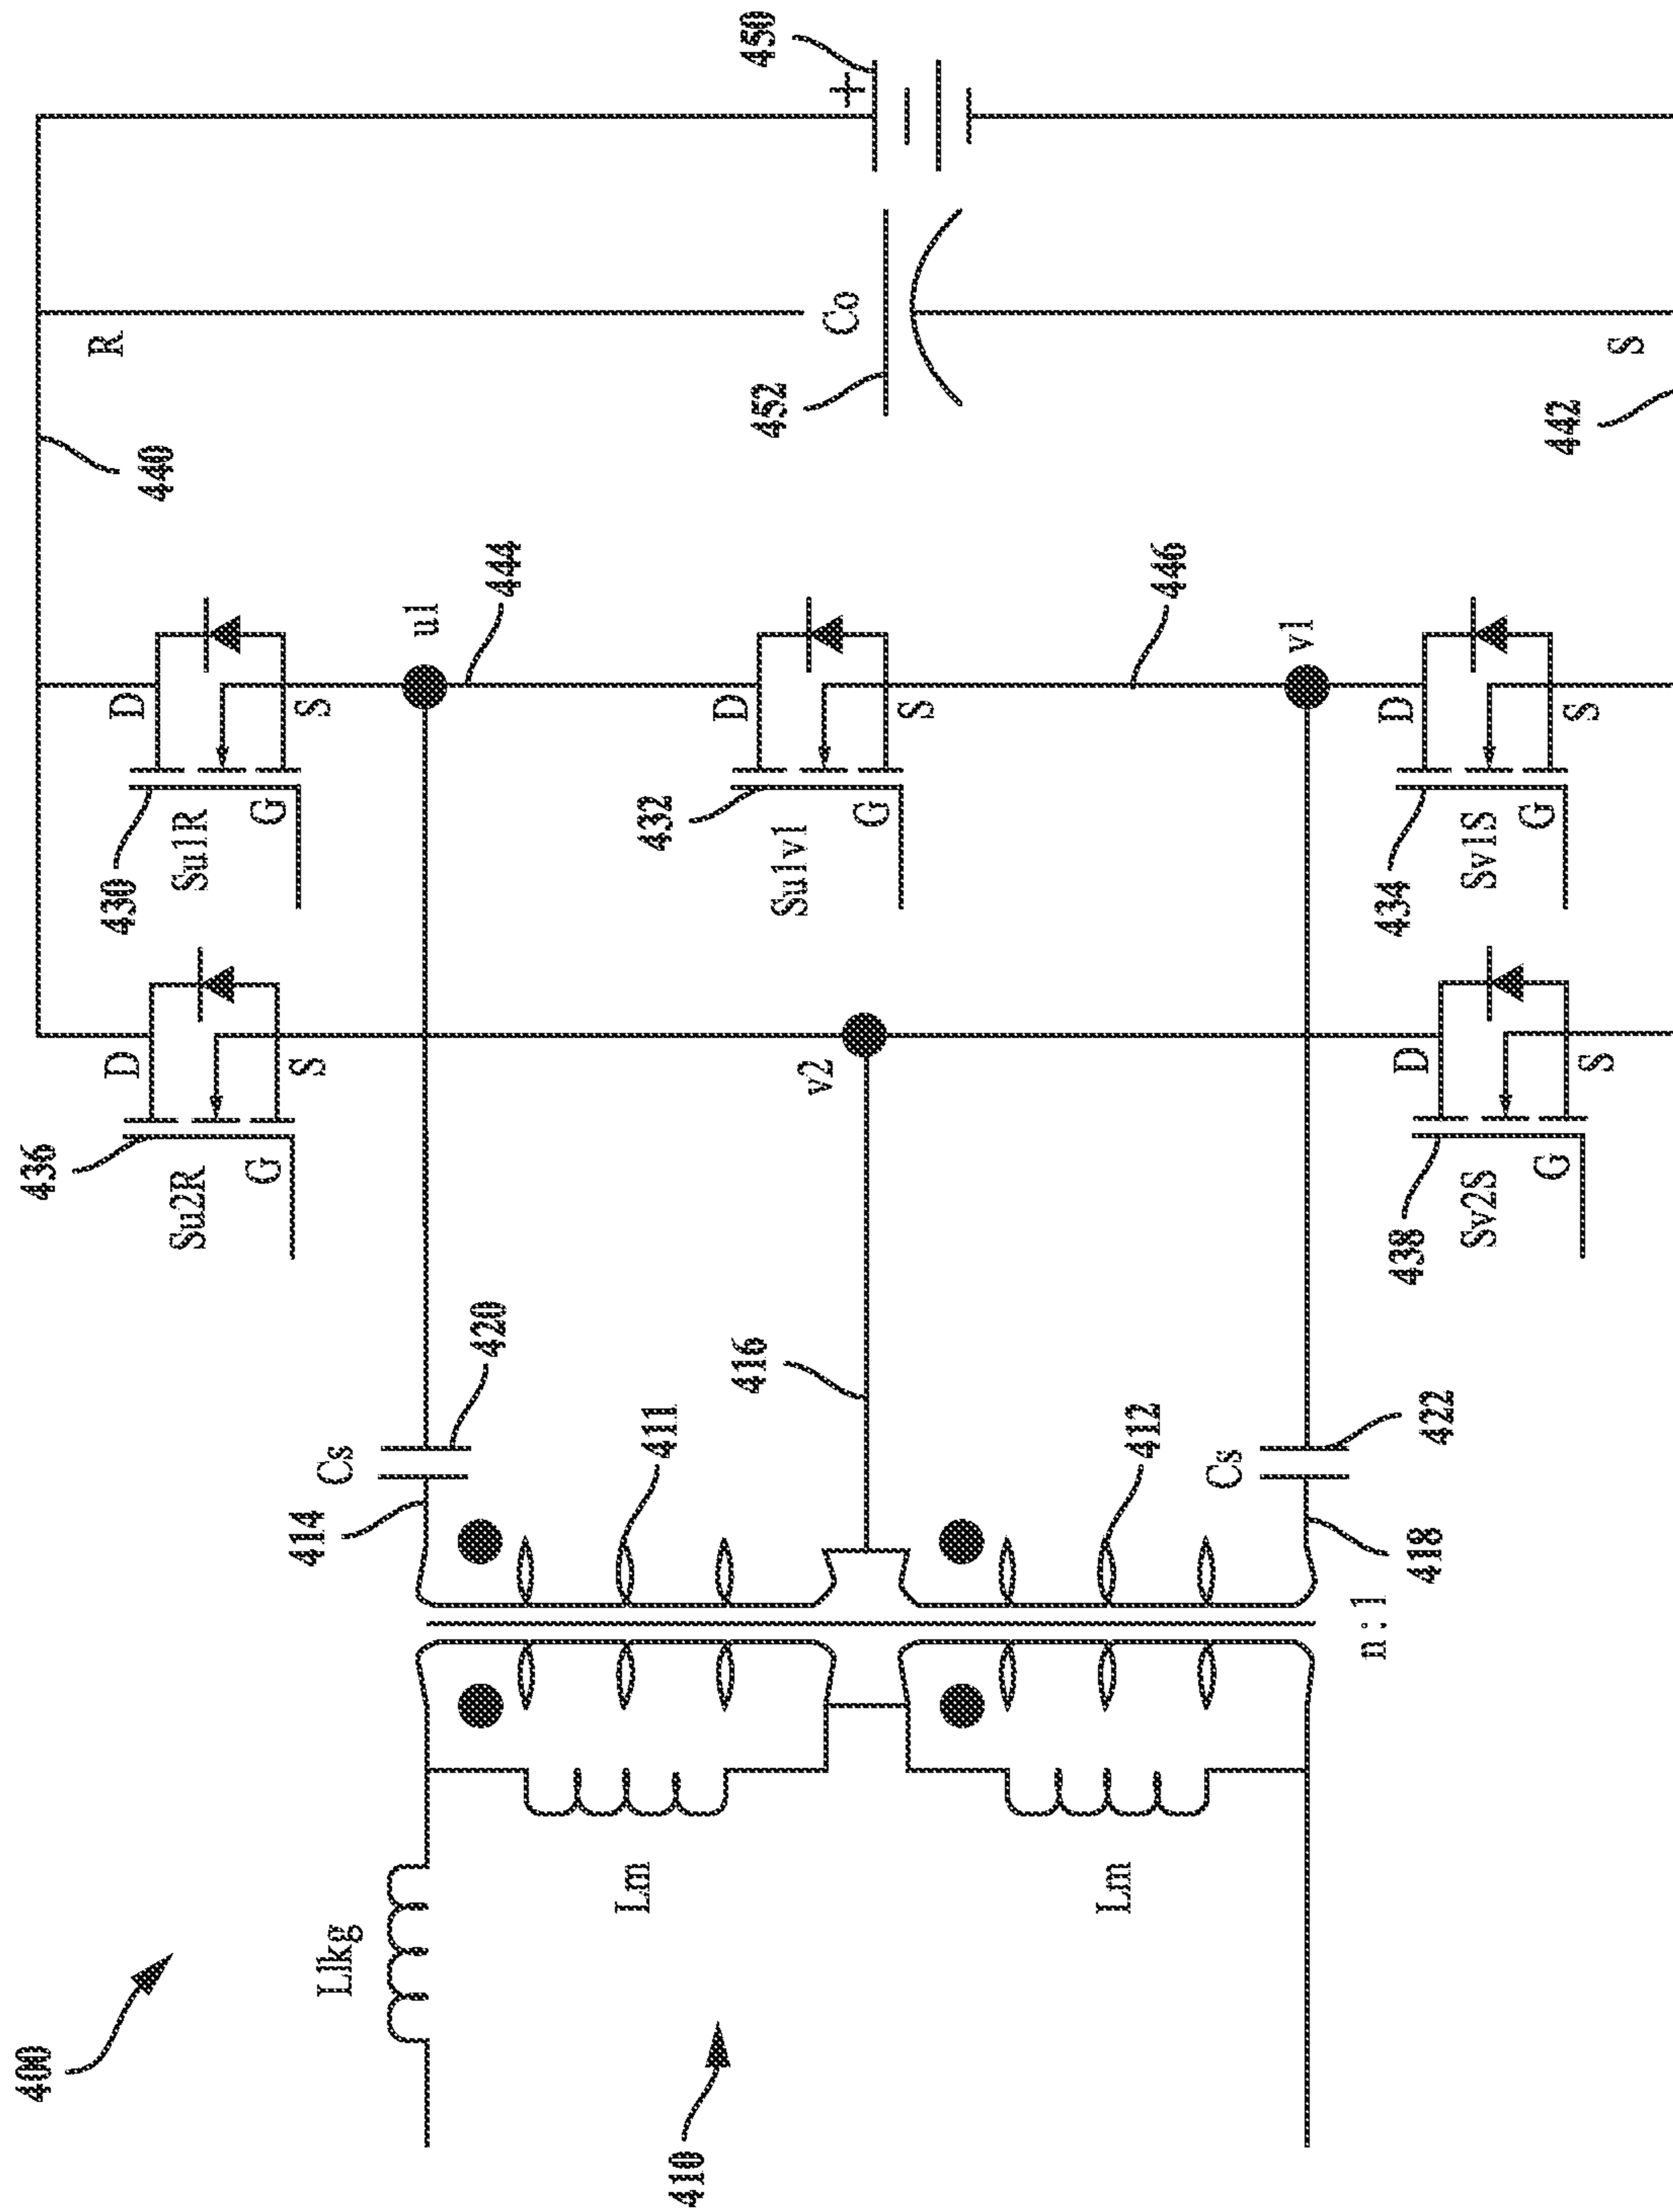 400
410
Llkg
Lm
Lm
n : 1
414
Cs
420
411
416
412
Cs
422
418
436
Su2R
D
G
S
v2
438
Sv2S
D
G
S
430
Su1R
D
G
S
u1
444
432
Su1v1
D
G
S
446
v1
434
Sv1S
D
G
S
440
R
452
Co
450
+
442
S